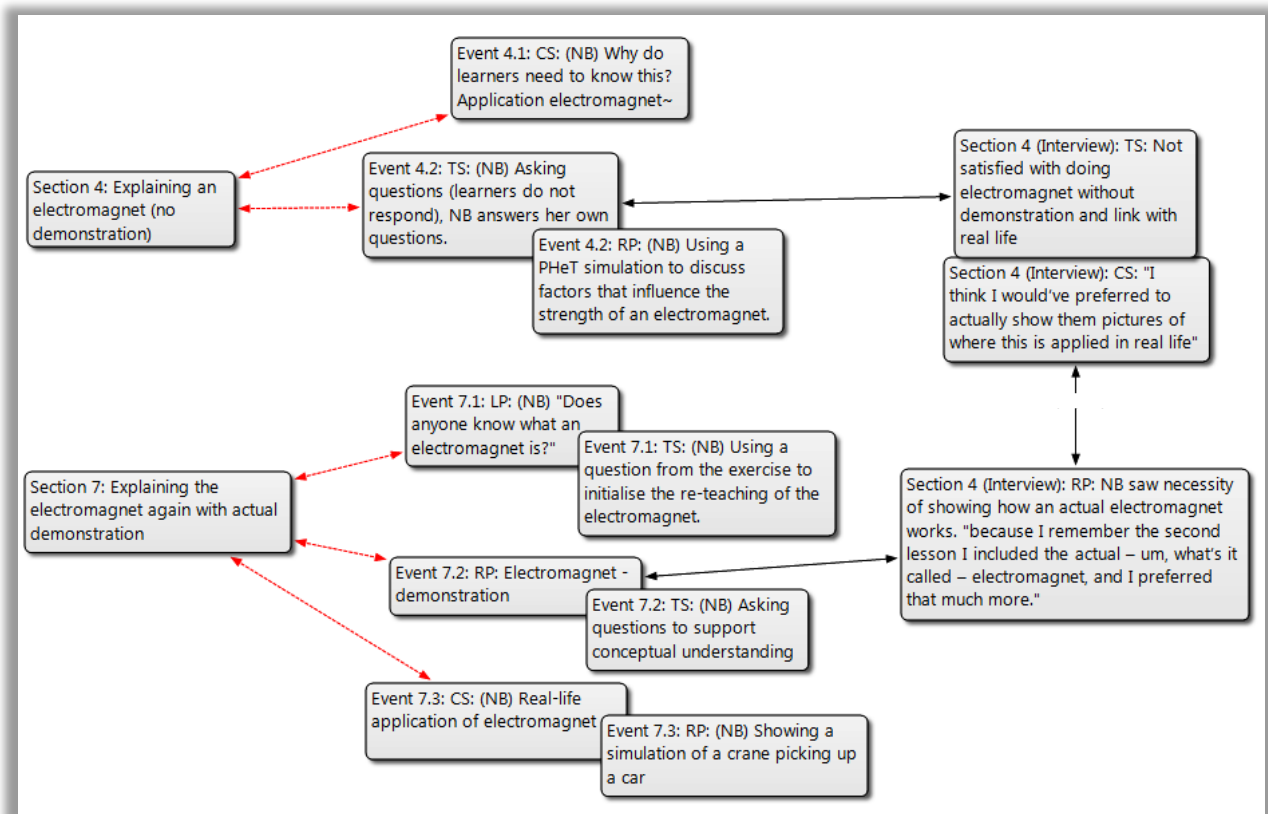 Event 4.1: CS: (NB) Why do
learners need to know this?
Application electromagnet~
Section 4: Explaining an
electromagnet (no
demonstration)
Event 4.2: TS: (NB) Asking
questions (learners do not
respond), NB answers her own
questions.
Event 4.2: RP: (NB) Using a
PHeT simulation to discuss
factors that influence the
strength of an electromagnet.
Section 4 (Interview): TS: Not
satisfied with doing
electromagnet without
demonstration and link with
real life
Section 4 (Interview): CS: "I
think I would've preferred to
actually show them pictures of
where this is applied in real life"
Section 7: Explaining the
electromagnet again with actual
demonstration
Event 7.1: LP: (NB) "Does
anyone know what an
electromagnet is?"
Event 7.1: TS: (NB) Using a
question from the exercise to
initialise the re-teaching of the
electromagnet.
Event 7.2: RP: Electromagnet -
demonstration
Event 7.2: TS: (NB) Asking
questions to support
conceptual understanding
Section 4 (Interview): RP: NB saw necessity
of showing how an actual electromagnet
works. "because I remember the second
lesson I included the actual – um, what's it
called – electromagnet, and I preferred
that much more."
Event 7.3: CS: (NB) Real-life
application of electromagnet
Event 7.3: RP: (NB) Showing a
simulation of a crane picking up
a car